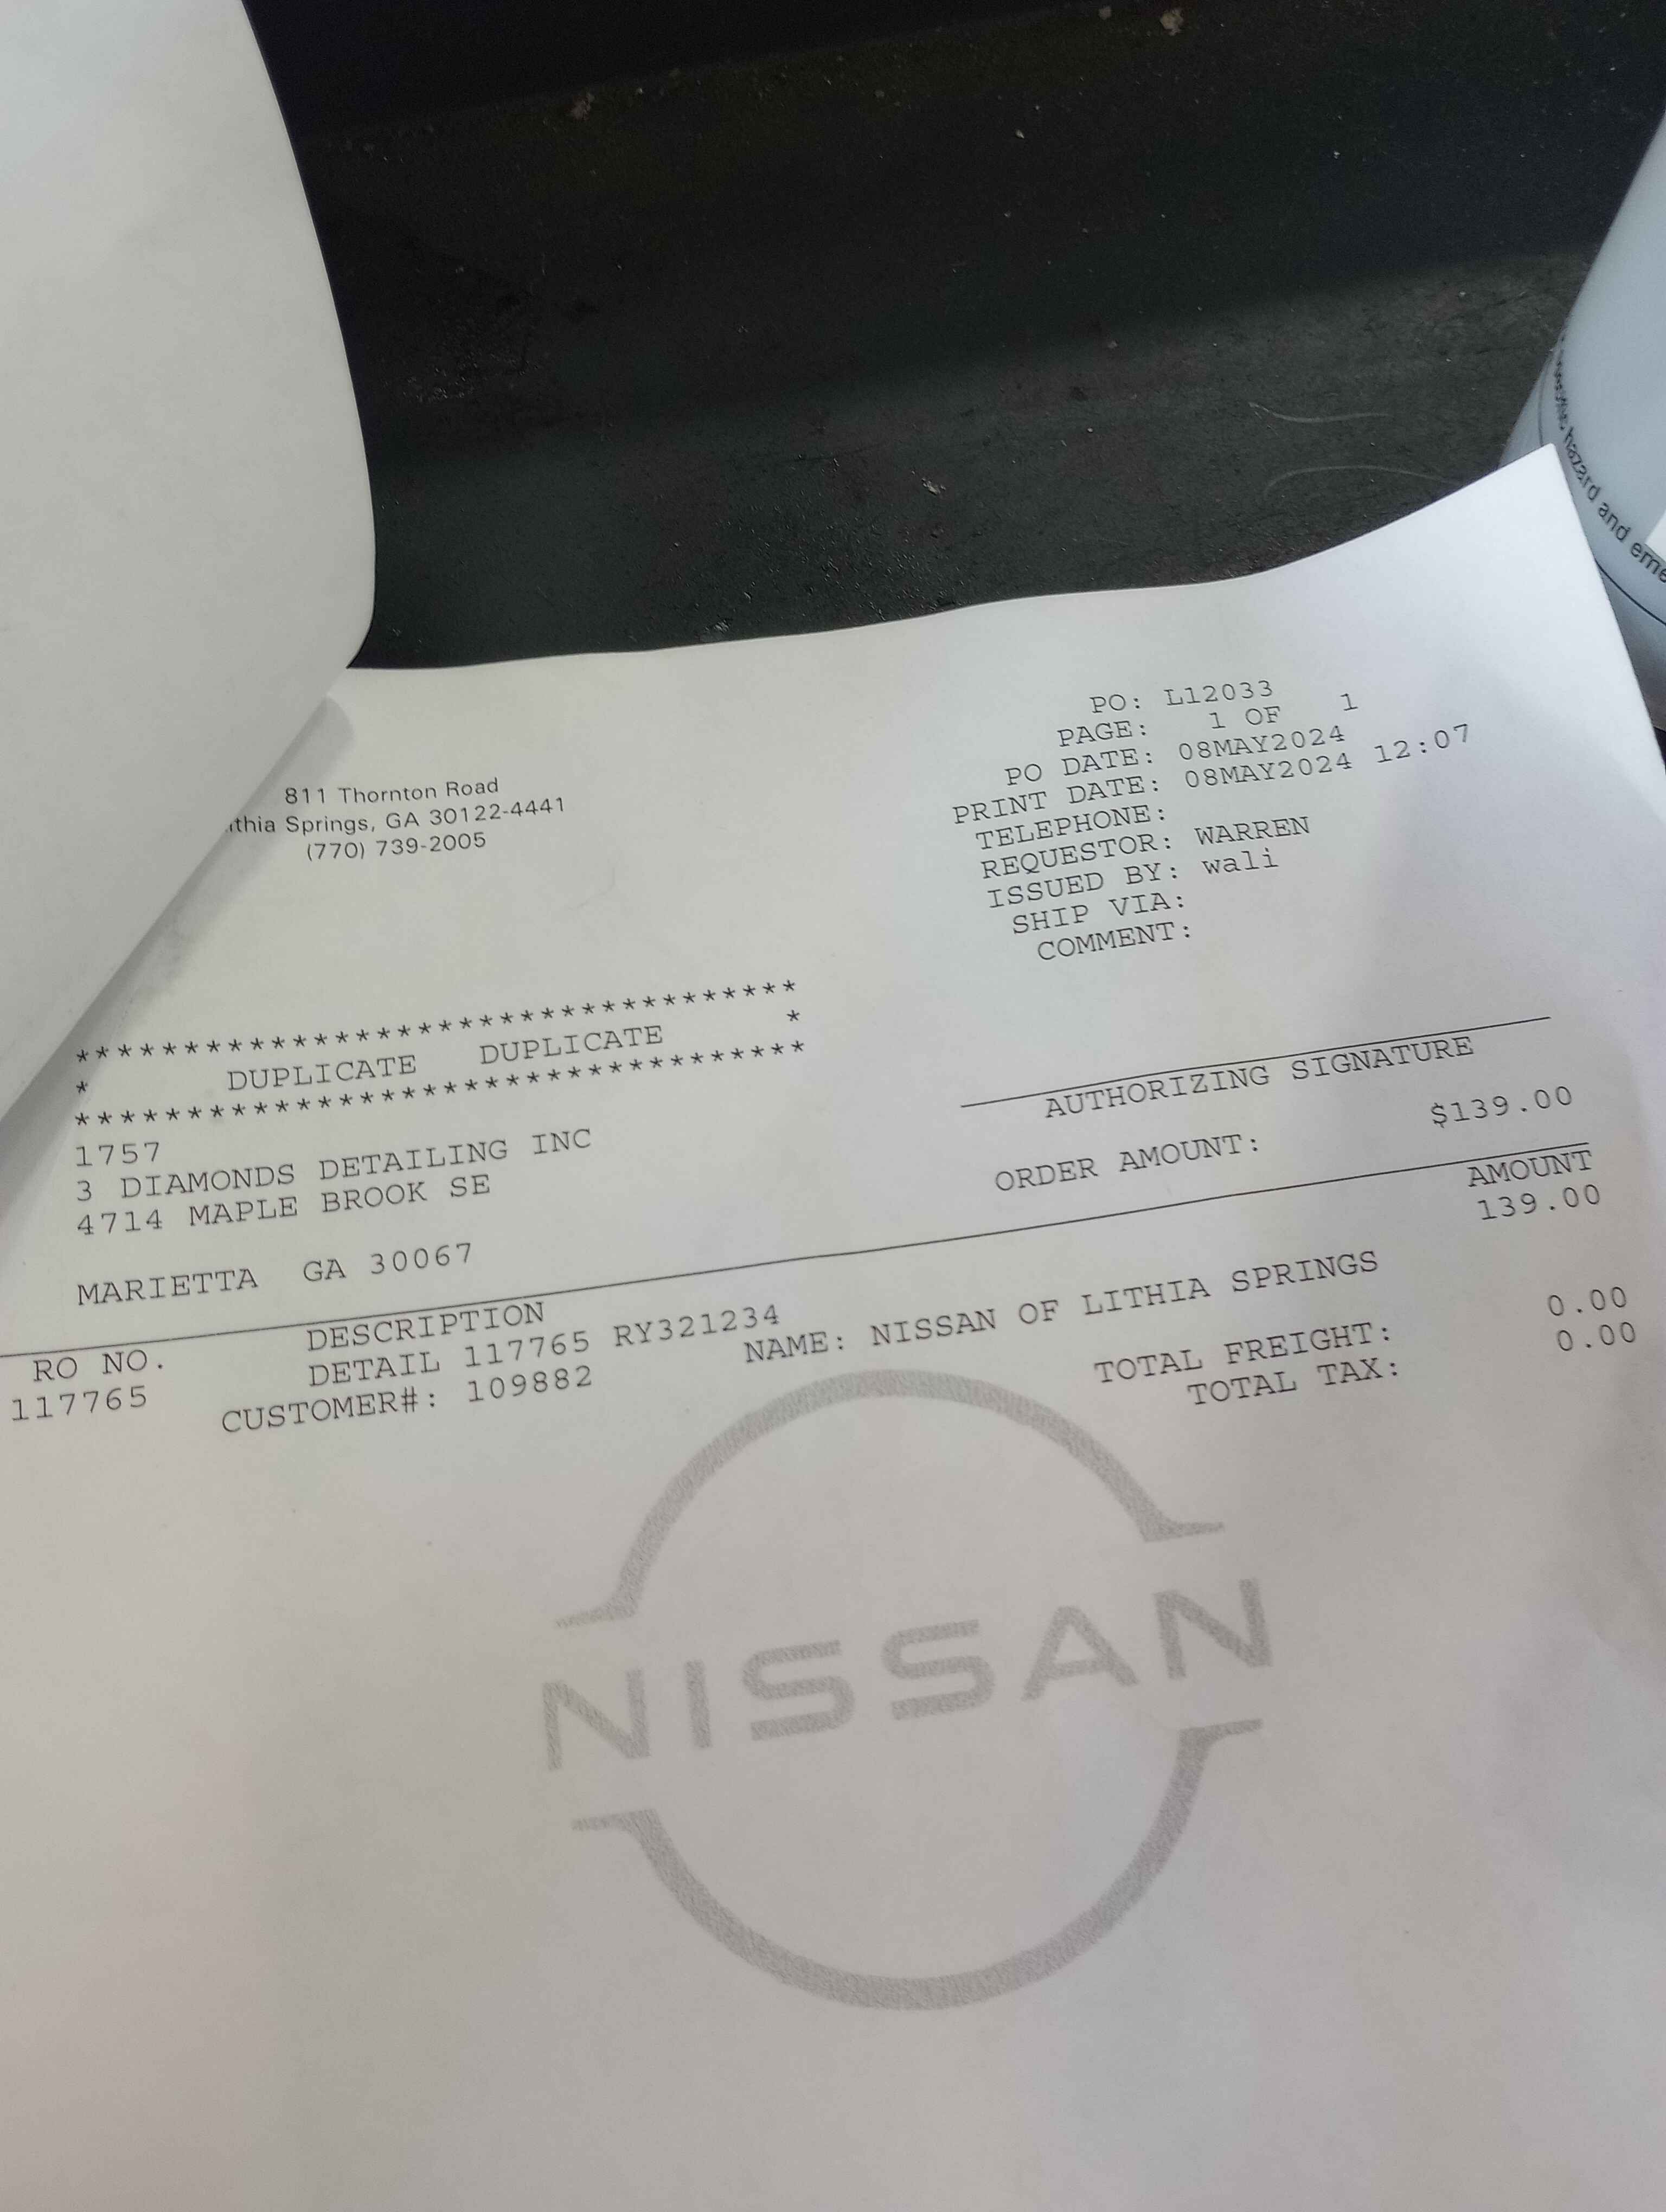 811 Thornton Road
ithia Springs, GA 30122-4441
(770) 739-2005
PO: L12033
PAGE: 1 OF 1
PO DATE: 08MAY2024
PRINT DATE: 08MAY2024 12:07
TELEPHONE:
REQUESTOR: WARREN
ISSUED BY: wali
SHIP VIA:
COMMENT:
**********************************
* DUPLICATE DUPLICATE *
**********************************
1757
3 DIAMONDS DETAILING INC
4714 MAPLE BROOK SE
MARIETTA GA 30067
AUTHORIZING SIGNATURE
ORDER AMOUNT: $139.00
RO NO. DESCRIPTION AMOUNT
117765 DETAIL 117765 RY321234 139.00
CUSTOMER#: 109882 NAME: NISSAN OF LITHIA SPRINGS
TOTAL FREIGHT: 0.00
TOTAL TAX: 0.00
NISSAN
hazard and eme